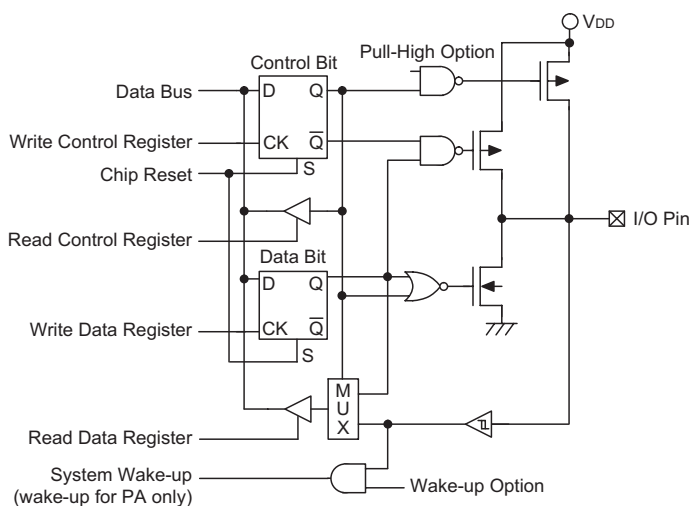 VDD
Pull-High Option
Control Bit
Data Bus
D
Q
Write Control Register
CK
Q
Chip Reset
S
I/O Pin
Read Control Register
Data Bit
D
Q
Write Data Register
CK
Q
S
M
U
X
Read Data Register
System Wake-up
(wake-up for PA only)
Wake-up Option